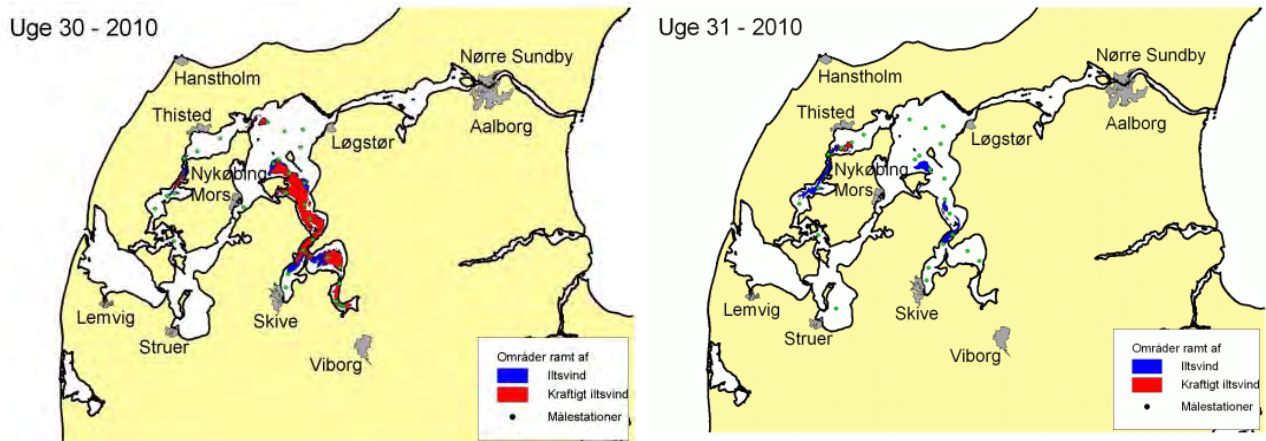 Uge 30 - 2010
Hanstholm
Nørre Sundby
Thisted
Aalborg
Løgstør
Nykøbing
Mors
Lemvig
Struer
Skive
Viborg
Områder ramt af
Iltsvind
Kraftigt iltsvind
Målestationer
Uge 31 - 2010
Hanstholm
Nørre Sundby
Thisted
Aalborg
Løgstør
Nykøbing
Mors
Lemvig
Struer
Skive
Viborg
Områder ramt af
Iltsvind
Kraftigt iltsvind
Målestationer